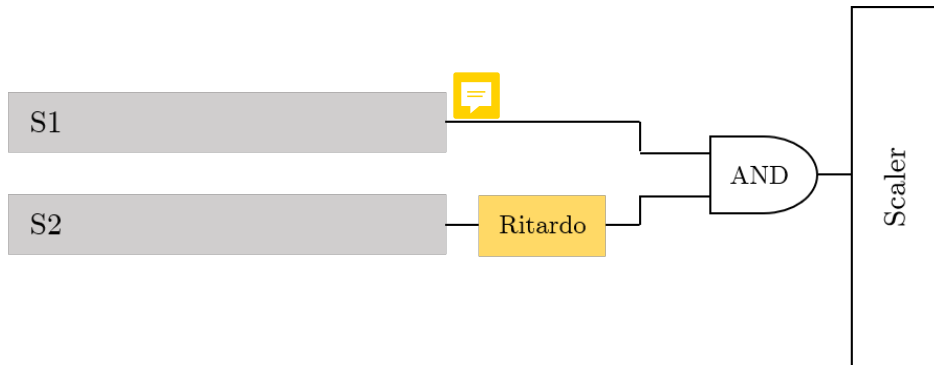 S1
AND
S2
Ritardo
Scaler